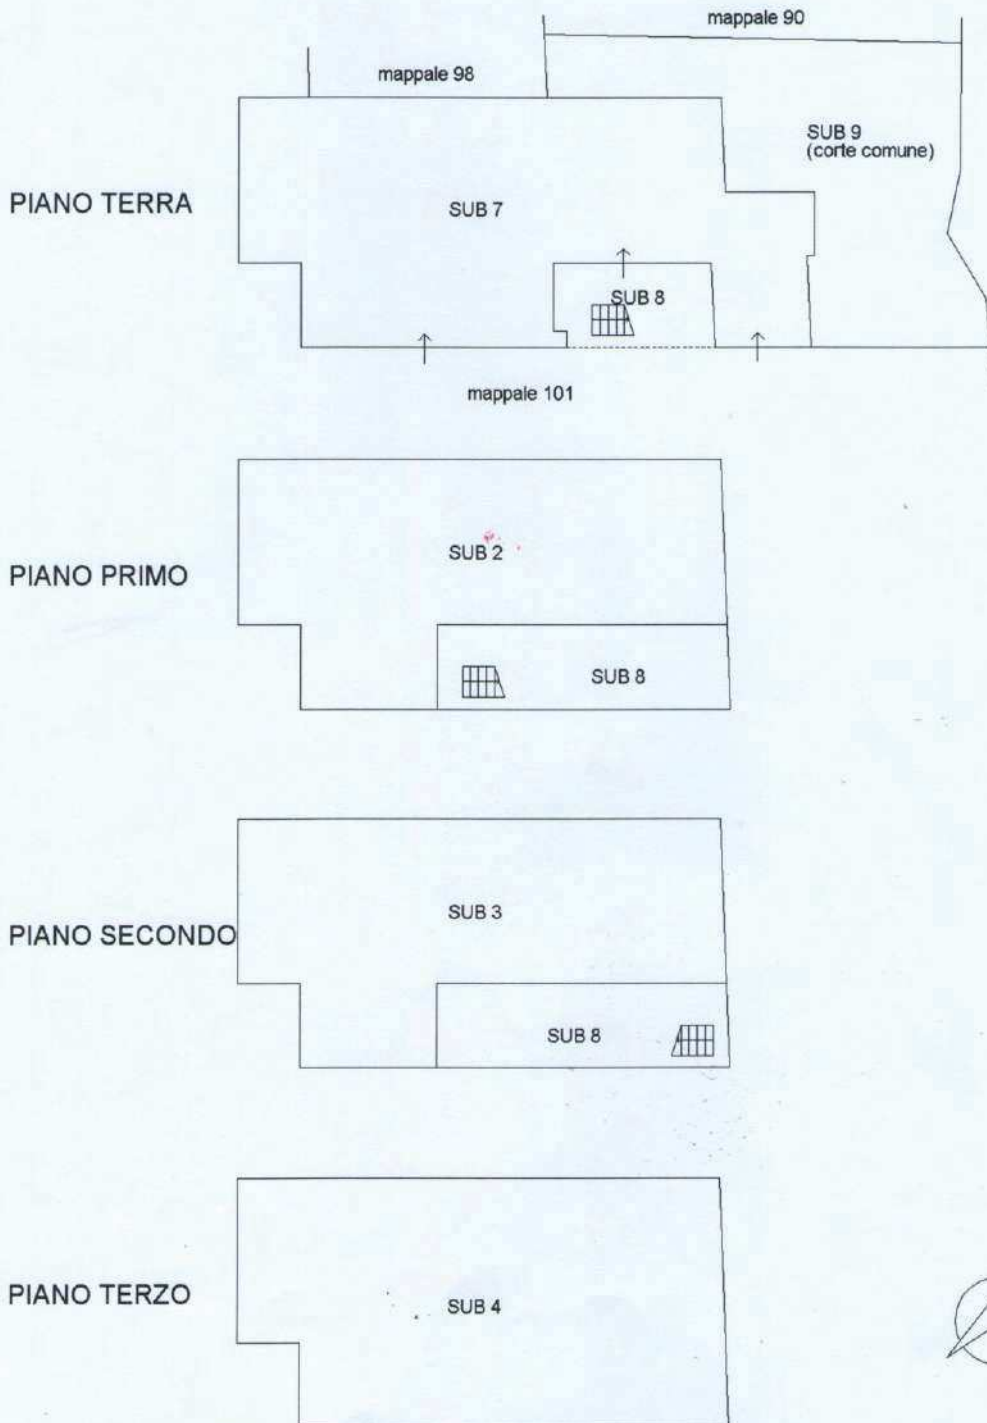 mappale 90
mappale 98
SUB 9
(corte comune)
PIANO TERRA
SUB 7
SUB 8
mappale 101
PIANO PRIMO
SUB 2
SUB 8
PIANO SECONDO
SUB 3
SUB 8
PIANO TERZO
SUB 4